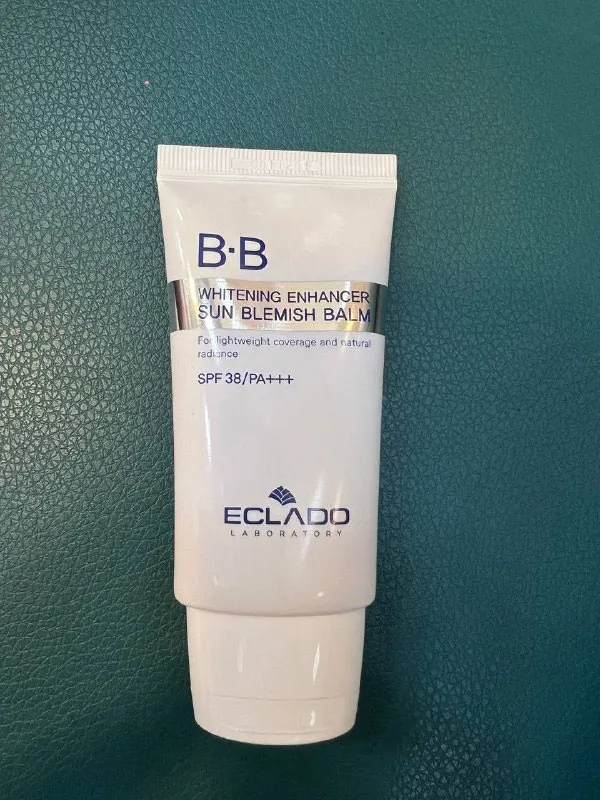 B·B
WHITENING ENHANCER
SUN BLEMISH BALM
For lightweight coverage and natural
radiance
SPF 38/PA+++
ECLADO
LABORATORY